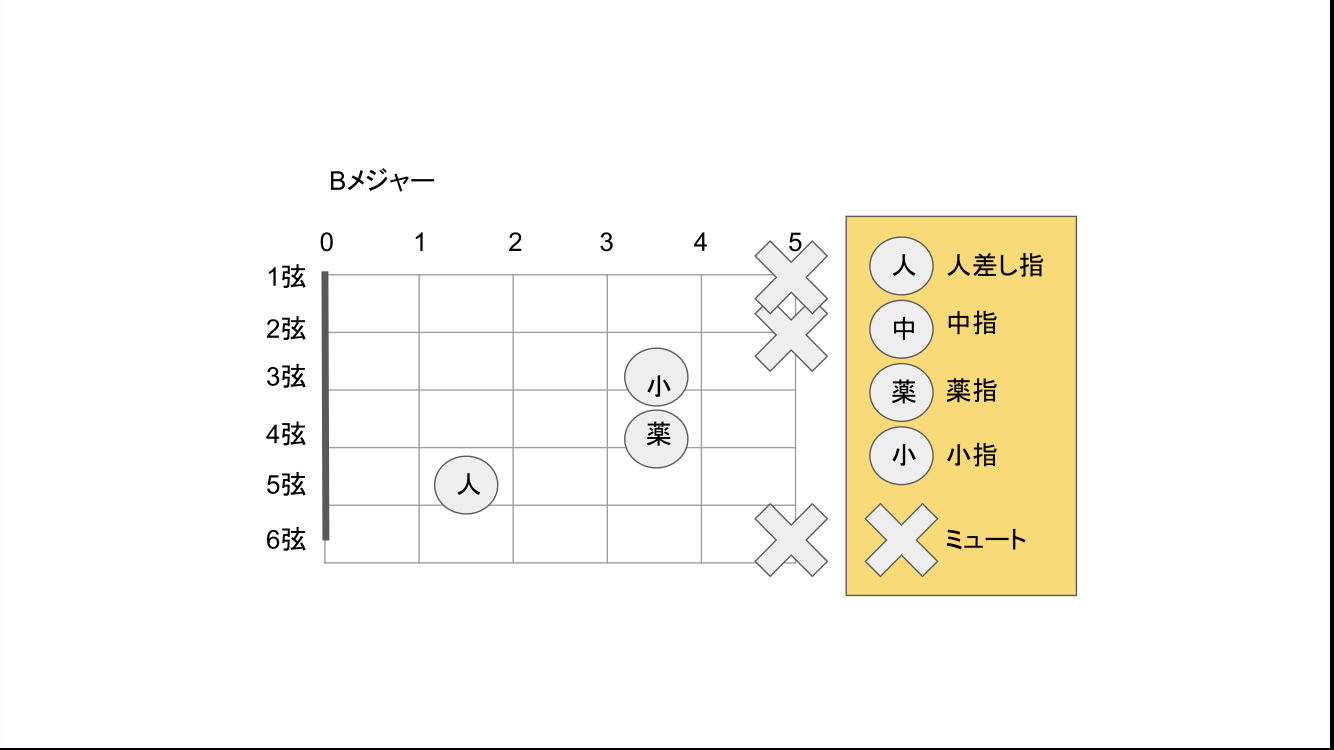 Bメジャー
0 1 2 3 4 5
1弦
2弦
3弦
小
4弦
薬
5弦
人
6弦
人 人差し指
中 中指
薬 薬指
小 小指
ミュート